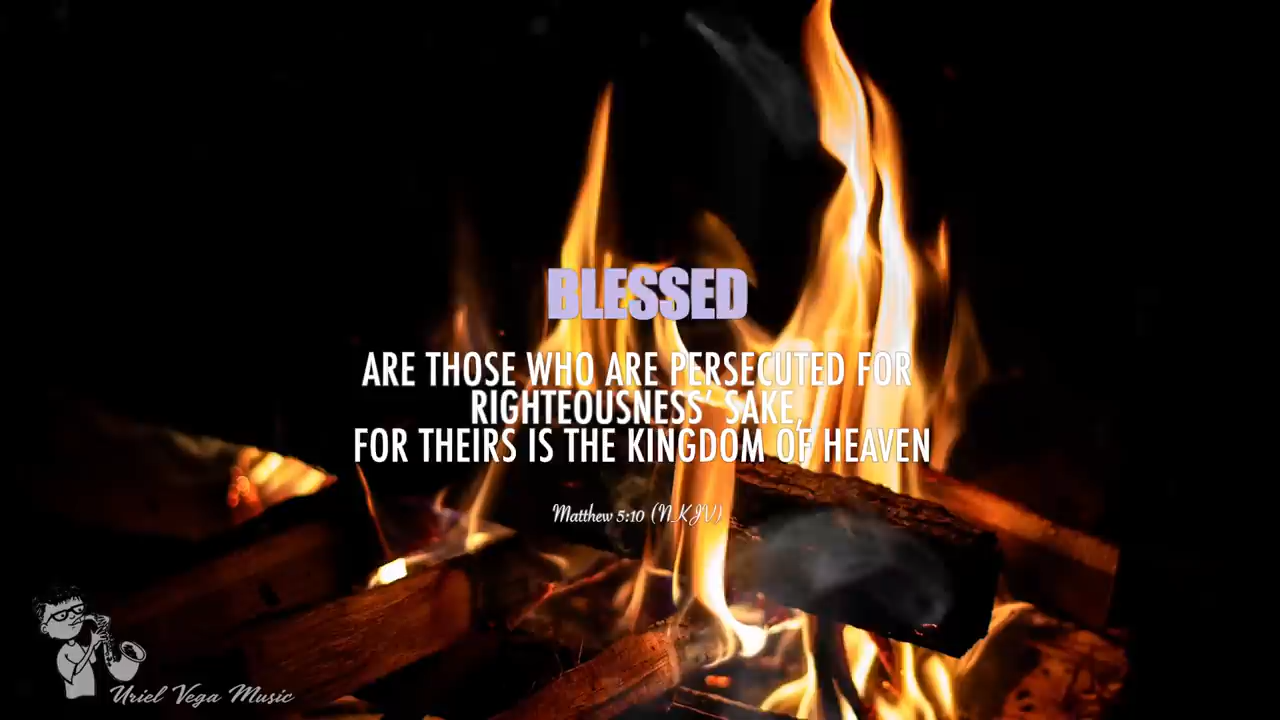 BLESSED
ARE THOSE WHO ARE PERSECUTED FOR
RIGHTEOUSNESS’ SAKE,
FOR THEIRS IS THE KINGDOM OF HEAVEN
Matthew 5:10 (NKJV)
Uriel Vega Music